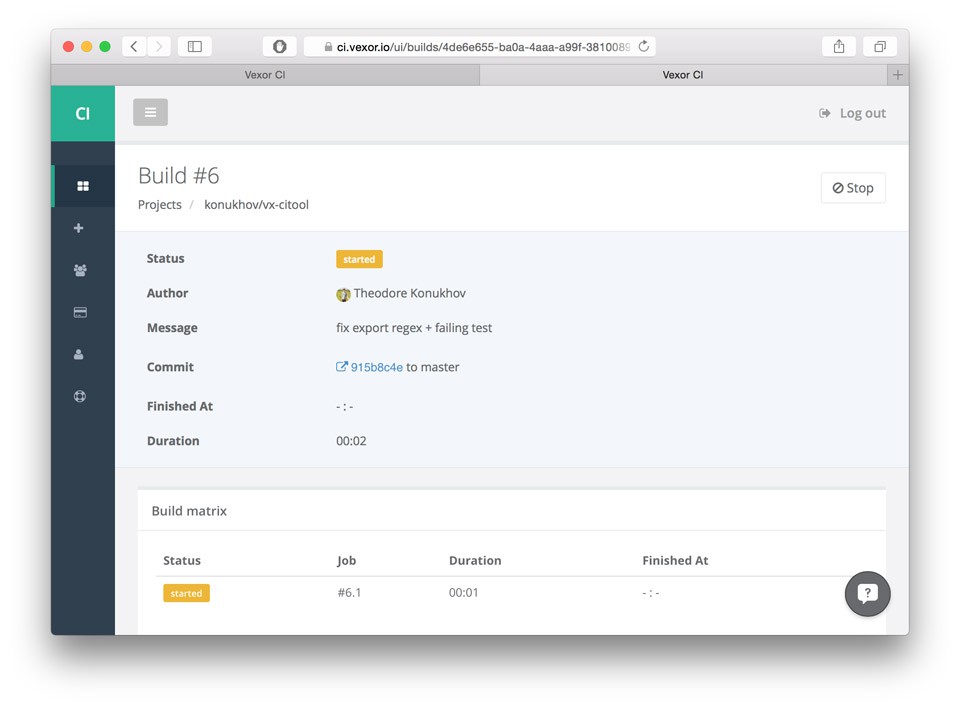 ci.vexor.io/ui/builds/4de6e655-ba0a-4aaa-a99f-3810089
Vexor CI
Vexor CI
CI
Log out
Build #6
Projects / konukhov/vx-citool
Stop
Status started
Author Theodore Konukhov
Message fix export regex + failing test
Commit 915b8c4e to master
Finished At - : -
Duration 00:02
Build matrix
Status Job Duration Finished At
started #6.1 00:01 - : -
?